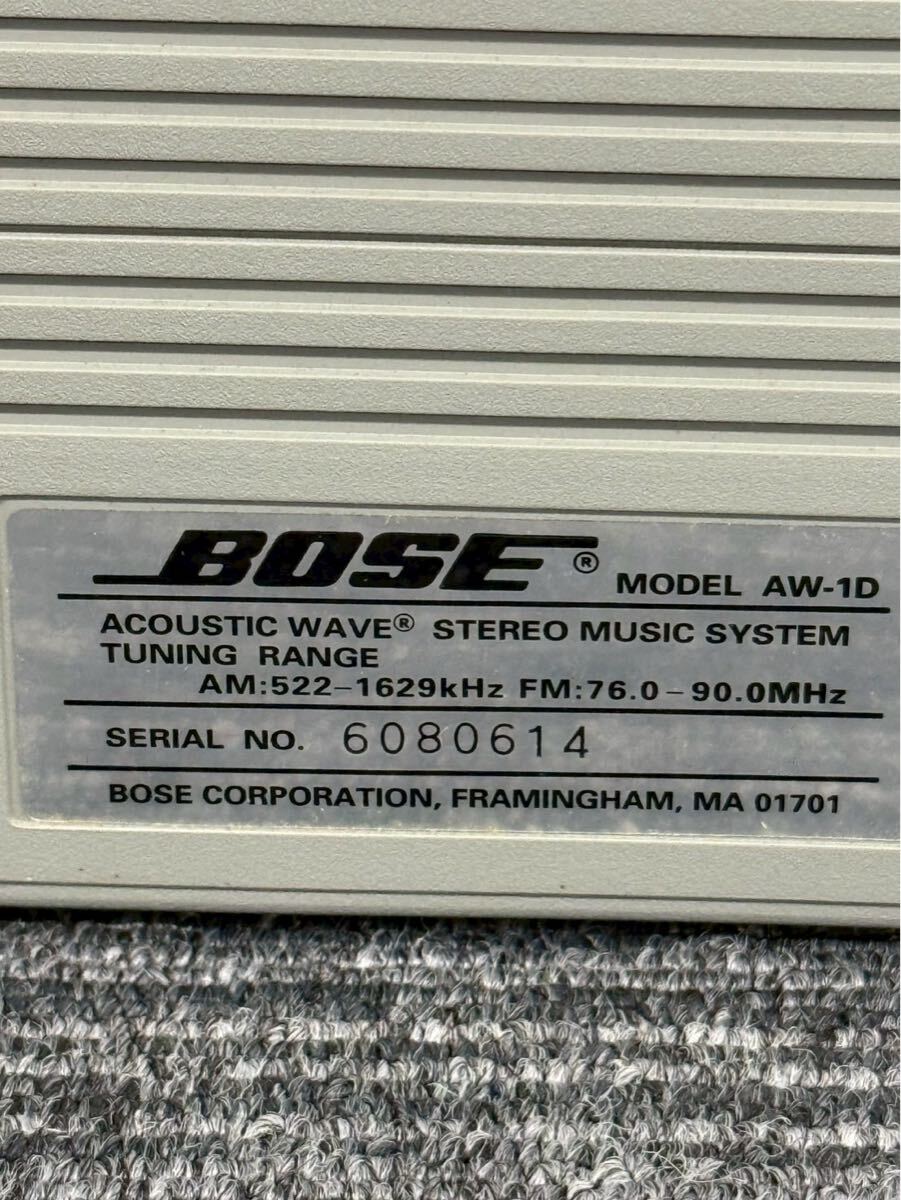 BOSE® MODEL AW-1D
ACOUSTIC WAVE® STEREO MUSIC SYSTEM
TUNING RANGE
AM:522-1629kHz FM:76.0-90.0MHz
SERIAL NO. 6080614
BOSE CORPORATION, FRAMINGHAM, MA 01701